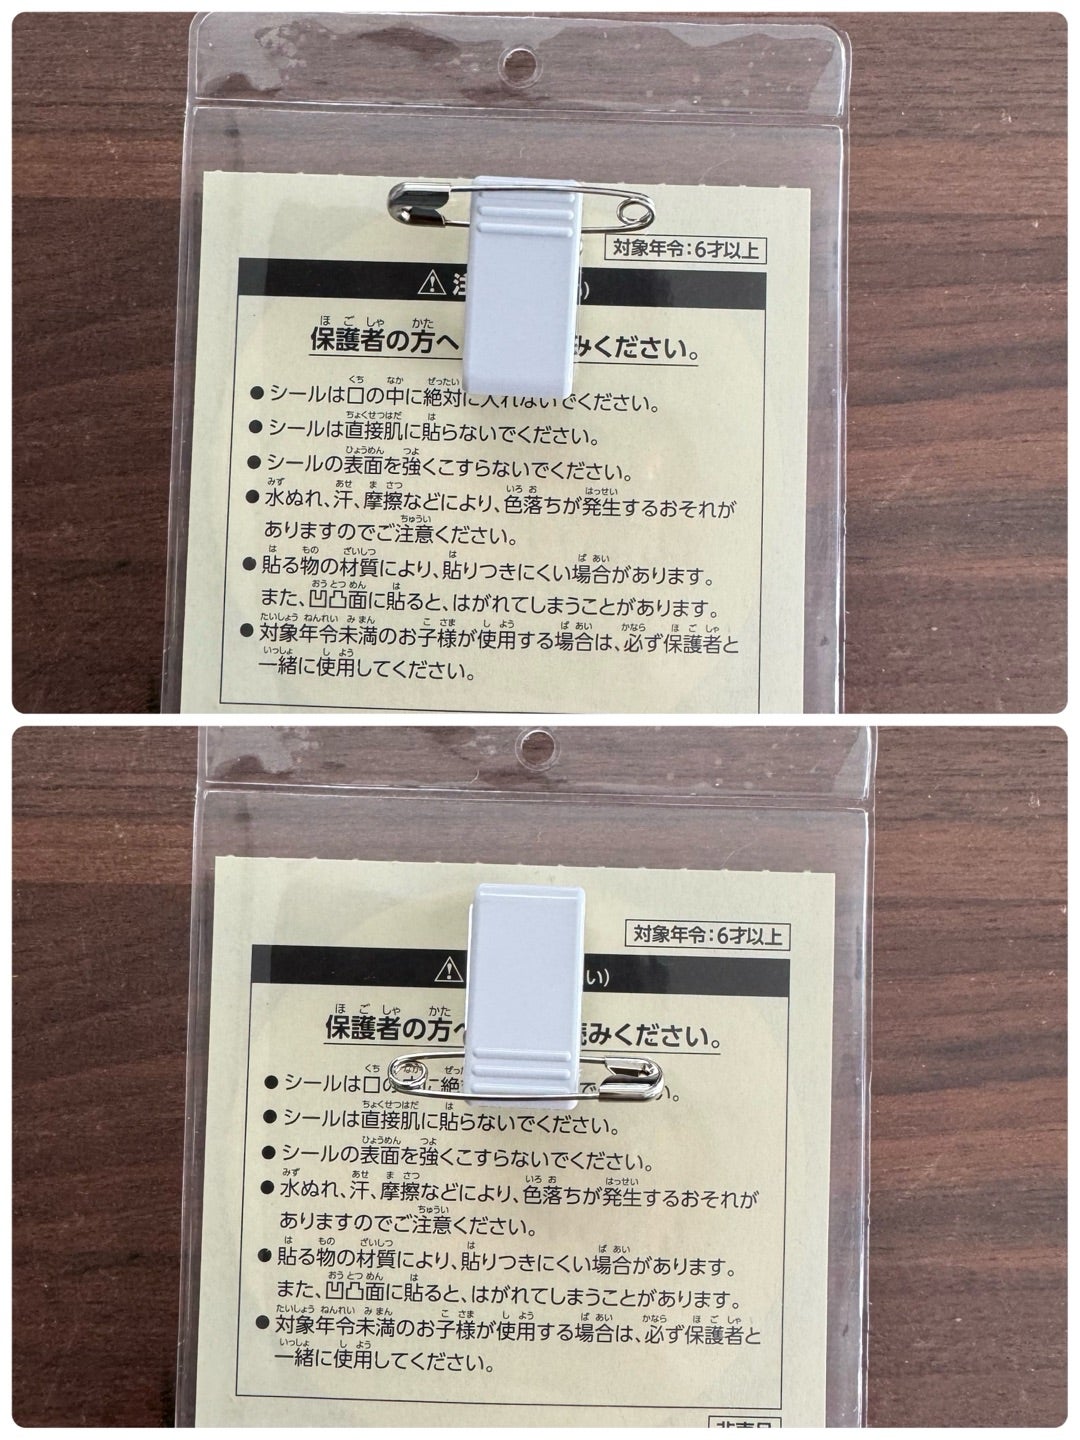 対象年令：6才以上
⚠ 注
)
保護者の方へ みください。
● シールは口の中に絶対に入れないでください。
● シールは直接肌に貼らないでください。
● シールの表面を強くこすらないでください。
● 水ぬれ、汗、摩擦などにより、色落ちが発生するおそれが
ありますのでご注意ください。
● 貼る物の材質により、貼りつきにくい場合があります。
また、凹凸面に貼ると、はがれてしまうことがあります。
● 対象年令未満のお子様が使用する場合は、必ず保護者と
一緒に使用してください。
対象年令：6才以上
⚠ い)
保護者の方へ 読みください。
● シールは口の中に絶 で い。
● シールは直接肌に貼らないでください。
● シールの表面を強くこすらないでください。
● 水ぬれ、汗、摩擦などにより、色落ちが発生するおそれが
ありますのでご注意ください。
● 貼る物の材質により、貼りつきにくい場合があります。
また、凹凸面に貼ると、はがれてしまうことがあります。
● 対象年令未満のお子様が使用する場合は、必ず保護者と
一緒に使用してください。
非売品